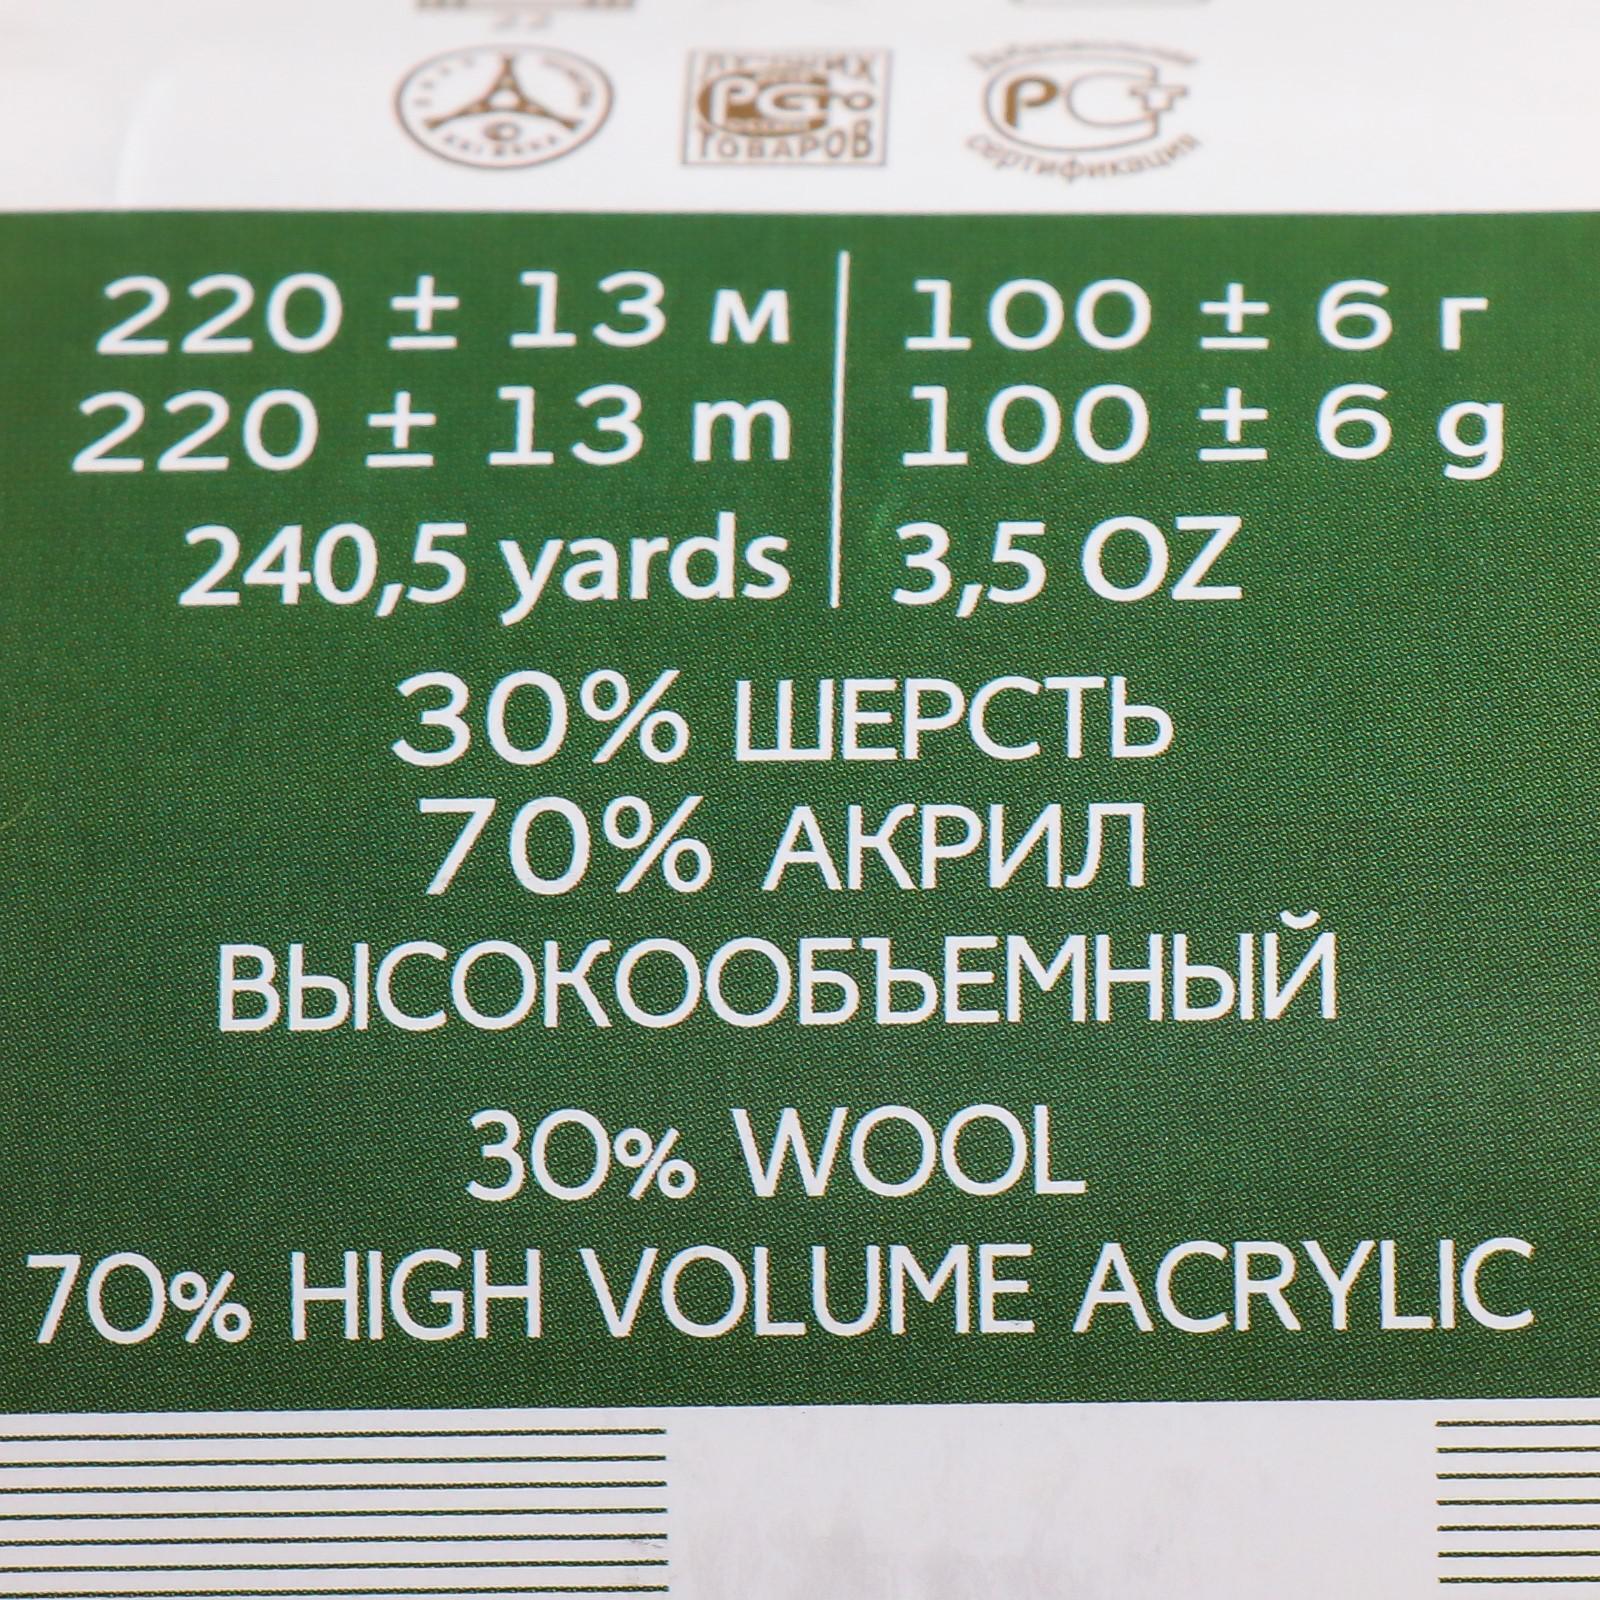 ТОВАРОВ
сертификация
220 ± 13 м
100 ± 6 г
220 ± 13 m
100 ± 6 g
240,5 yards
3,5 OZ
30% ШЕРСТЬ
70% АКРИЛ
ВЫСОКООБЪЕМНЫЙ
30% WOOL
70% HIGH VOLUME ACRYLIC